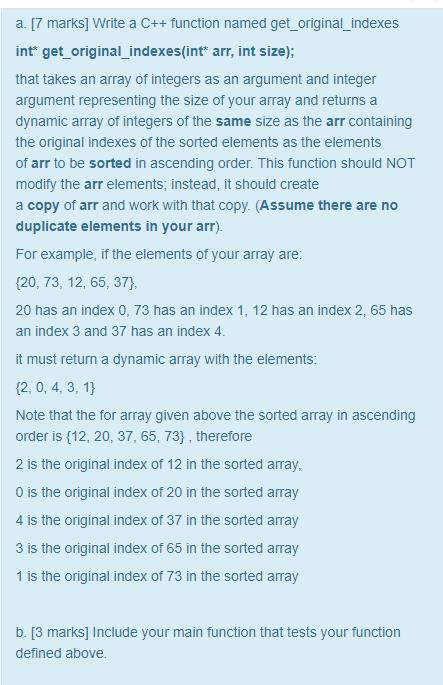 a. [7 marks] Write a C++ function named get_original_indexes
int* get_original_indexes(int* arr, int size);
that takes an array of integers as an argument and integer
argument representing the size of your array and returns a
dynamic array of integers of the same size as the arr containing
the original indexes of the sorted elements as the elements
of arr to be sorted in ascending order. This function should NOT
modify the arr elements; instead, it should create
a copy of arr and work with that copy. (Assume there are no
duplicate elements in your arr).
For example, if the elements of your array are:
{20, 73, 12, 65, 37},
20 has an index 0, 73 has an index 1, 12 has an index 2, 65 has
an index 3 and 37 has an index 4.
it must return a dynamic array with the elements:
{2, 0, 4, 3, 1}
Note that the for array given above the sorted array in ascending
order is {12, 20, 37, 65, 73} , therefore
2 is the original index of 12 in the sorted array,
0 is the original index of 20 in the sorted array
4 is the original index of 37 in the sorted array
3 is the original index of 65 in the sorted array
1 is the original index of 73 in the sorted array
b. [3 marks] Include your main function that tests your function
defined above.